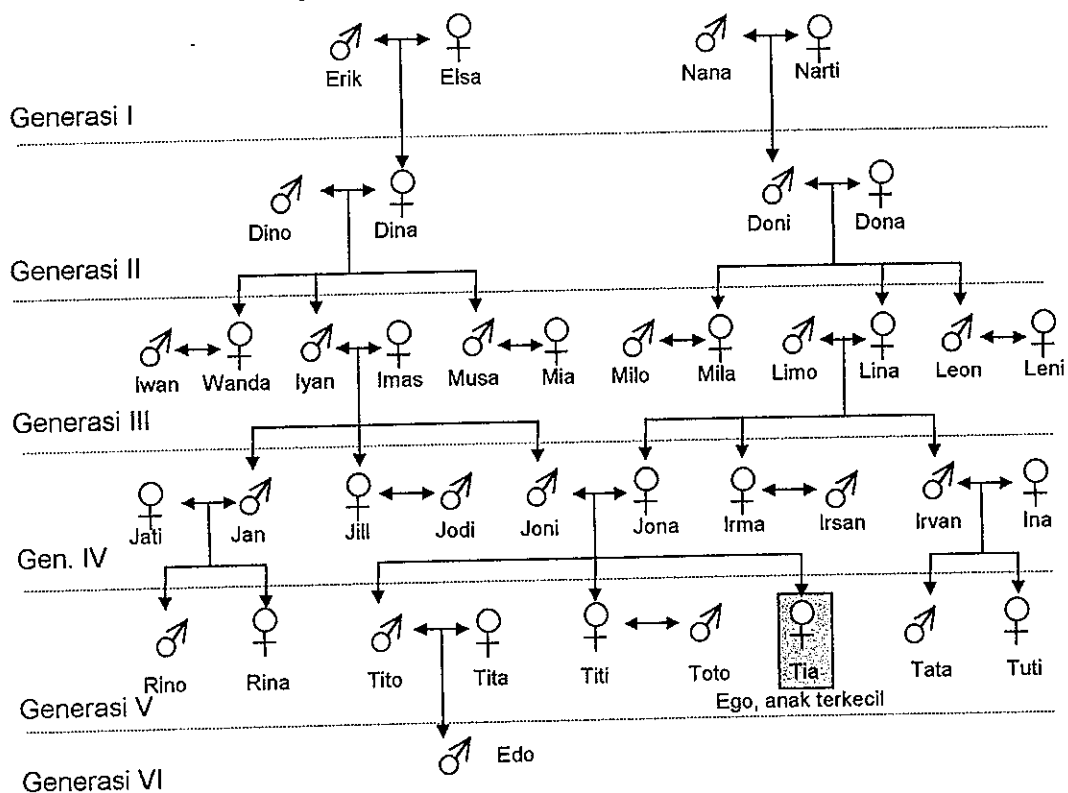 Erik Elsa Nana Narti
Generasi I
Dino Dina Doni Dona
Generasi II
Iwan Wanda Iyan Imas Musa Mia Milo Mila Limo Lina Leon Leni
Generasi III
Jati Jan Jill Jodi Joni Jona Irma Irsan Irvan Ina
Gen. IV
Rino Rina Tito Tita Titi Toto Tia Tata Tuti
Generasi V
Ego, anak terkecil
Edo
Generasi VI